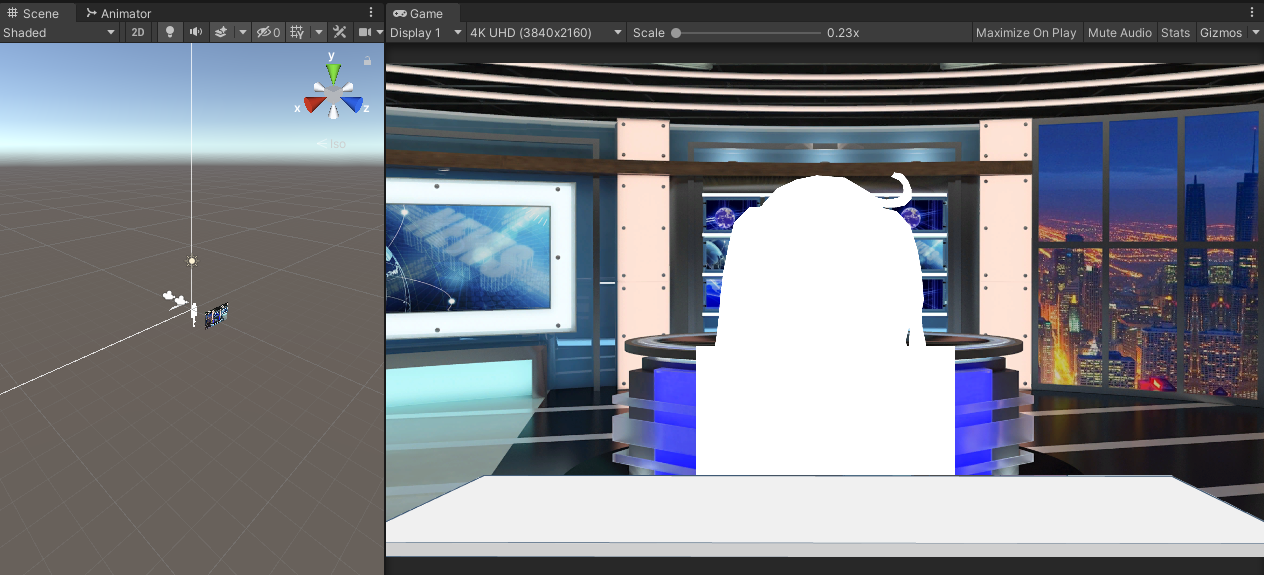 Scene Animator
Shaded 2D 0
y
x z
Iso
Game
Display 1 4K UHD (3840x2160) Scale 0.23x Maximize On Play Mute Audio Stats Gizmos
NEWS